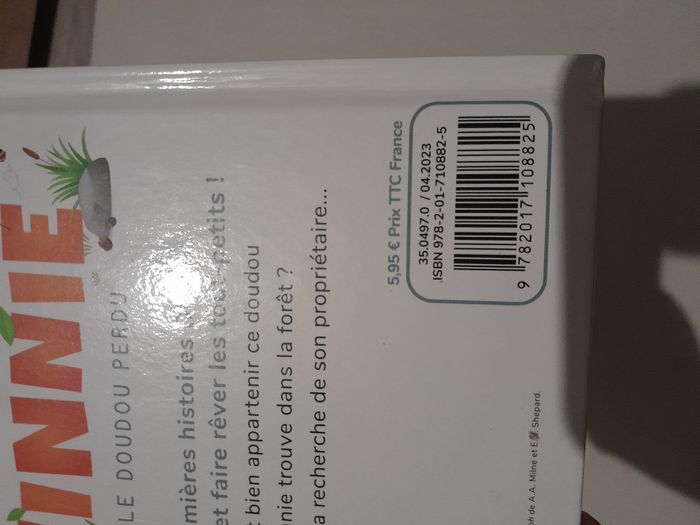 INNIE
LE DOUDOU PERDU
mières histoires
et faire rêver les tout-petits !
t bien appartenir ce doudou
nnie trouve dans la forêt ?
a recherche de son propriétaire...
5,95 € Prix TTC France
35.0497.0 / 04.2023
ISBN 978-2-01-710882-5
9 782017 108825
de A.A. Milne et E. Shepard.